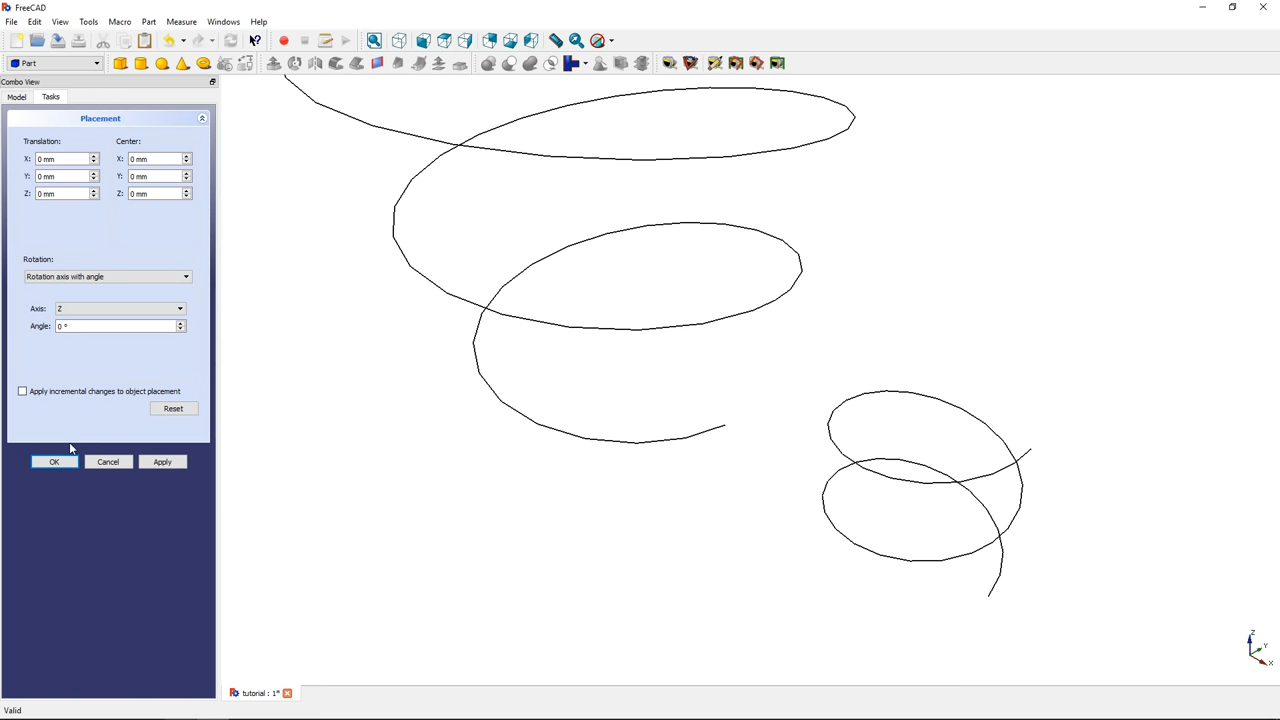 FreeCAD
File Edit View Tools Macro Part Measure Windows Help
Part
Combo View
Model Tasks
Placement
Translation: Center:
X: 0 mm X: 0 mm
Y: 0 mm Y: 0 mm
Z: 0 mm Z: 0 mm
Rotation:
Rotation axis with angle
Axis: Z
Angle: 0 °
Apply incremental changes to object placement
Reset
OK Cancel Apply
Z
Y
X
tutorial : 1*
Valid